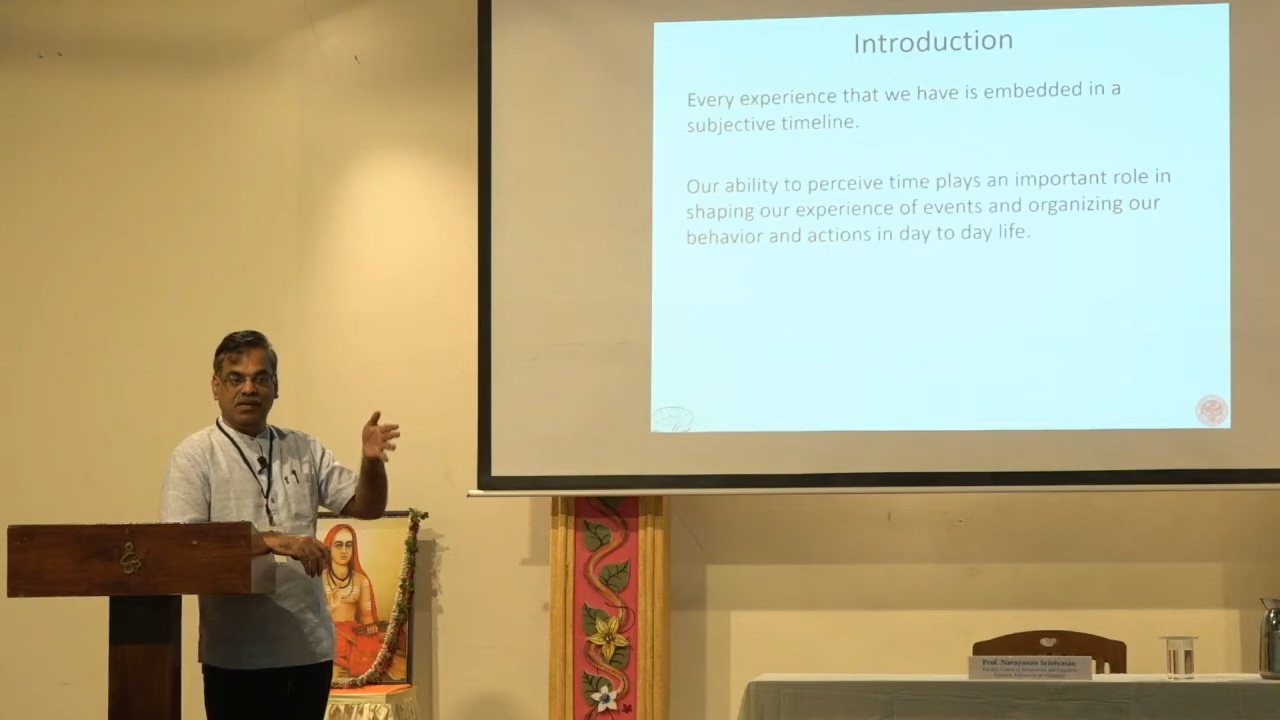 Introduction
Every experience that we have is embedded in a
subjective timeline.
Our ability to perceive time plays an important role in
shaping our experience of events and organizing our
behavior and actions in day to day life.
Prof. Narayanan Srinivasan